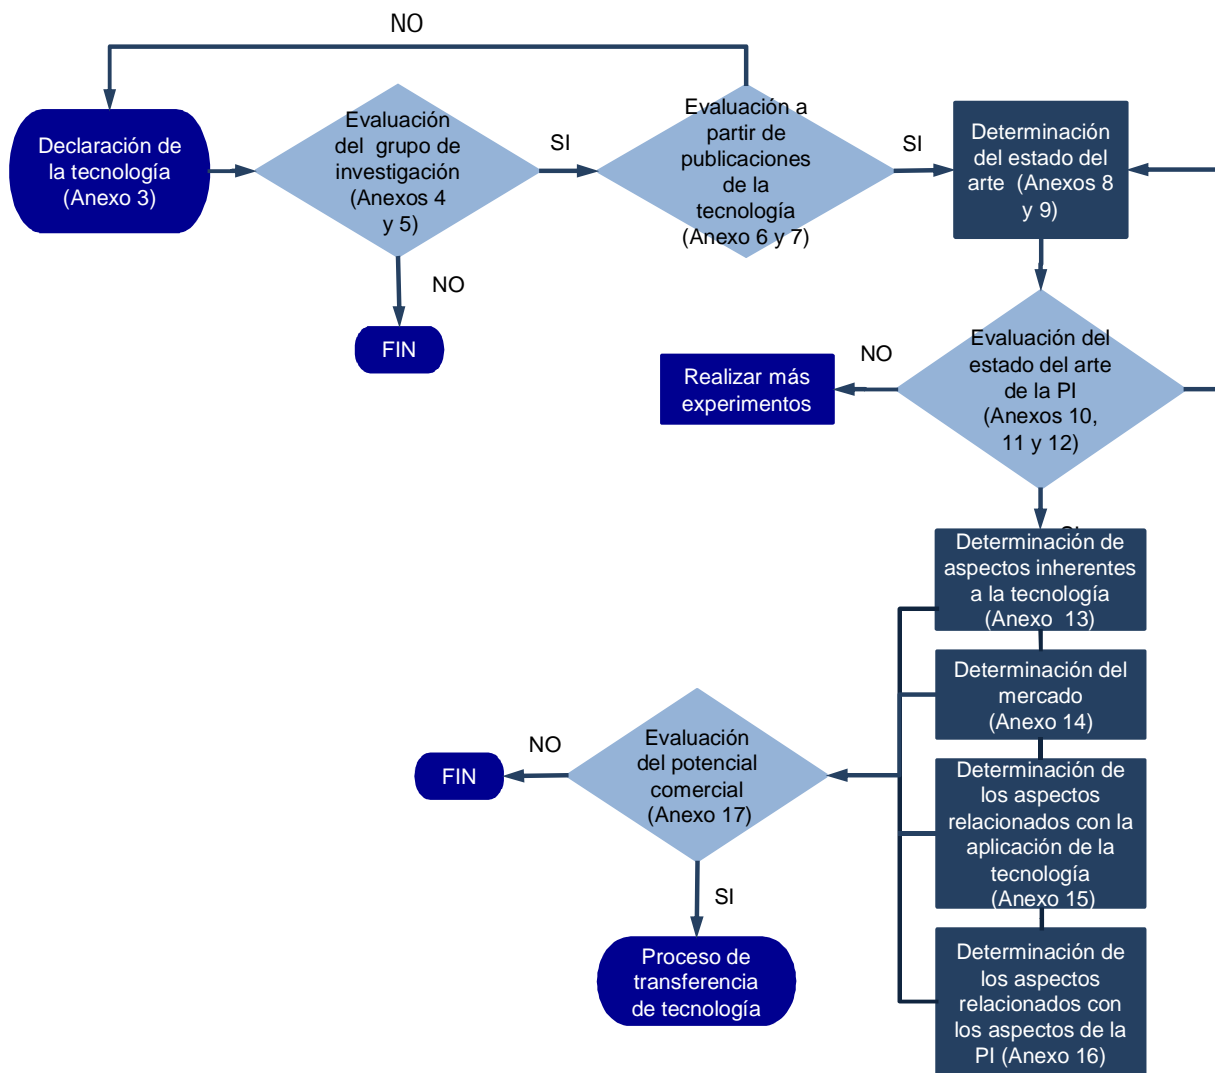 NO
Declaración de
la tecnología
(Anexo 3)
Evaluación
del grupo de
investigación
(Anexos 4
y 5)
SI
Evaluación a
partir de
publicaciones
de la
tecnología
(Anexo 6 y 7)
SI
Determinación
del estado del
arte (Anexos 8
y 9)
NO
FIN
Evaluación del
estado del arte
de la PI
(Anexos 10,
11 y 12)
NO
Realizar más
experimentos
Determinación de
aspectos inherentes
a la tecnología
(Anexo 13)
Determinación del
mercado
(Anexo 14)
Determinación de
los aspectos
relacionados con la
aplicación de la
tecnología
(Anexo 15)
Determinación de
los aspectos
relacionados con
los aspectos de la
PI (Anexo 16)
Evaluación
del potencial
comercial
(Anexo 17)
NO
FIN
SI
Proceso de
transferencia
de tecnología